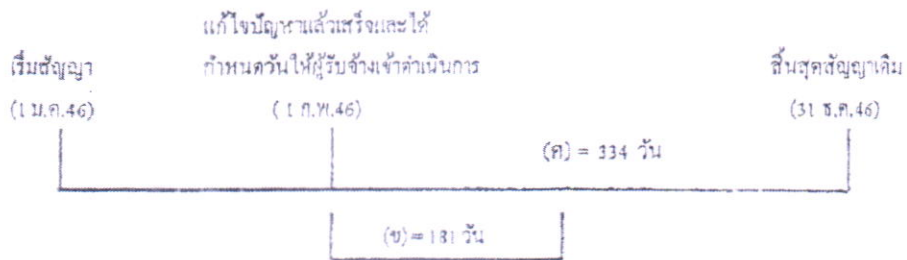 แก้ไขปัญหาแล้วเสร็จและได้
เริ่มสัญญา กำหนดวันให้ผู้รับจ้างเข้าดำเนินการ สิ้นสุดสัญญาเดิม
(1 ม.ค.46) (1 ก.พ.46) (31 ธ.ค.46)
(ค) = 334 วัน
(ข) = 181 วัน